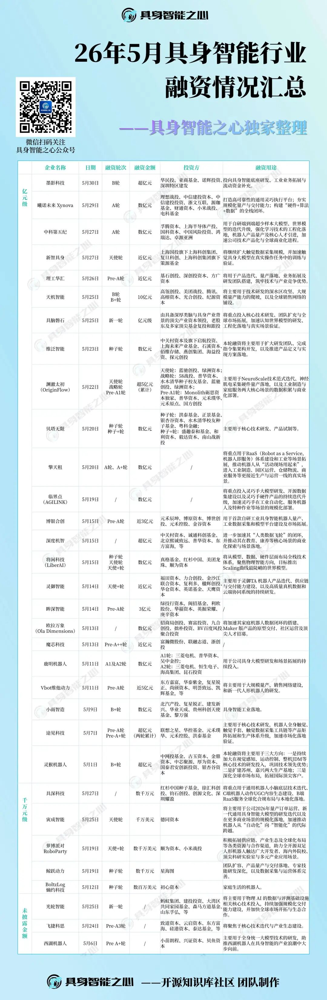 具身智能之心
26年5月具身智能行业
融资情况汇总
——具身智能之心独家整理
微信扫码关注
具身智能之心公众号
企业名称 日期 融资轮次 融资金额 投资方 融资用途
亿元级
墨影科技 5月30日 B轮 超亿元
华民投、亚商基金、诺辉投资、
深圳特区建发
投向具身智能底座研发、工业业务拓展与
流动资金补充。
曦诺未来 Xynova 5月29日 A轮 数亿元
理想战投、中信建投资本、中
信建投投资、浙文互联、源珈
基金、财通资本、小米战投、
电科基金
打造高可靠性的通用灵巧执行平台；夯实
规模化量产与交付能力；构建“硬件+算法
+数据”的全栈闭环。
中科第五纪 5月27日 A轮 数亿元
孚腾资本、上海半导体产投、
国科资本、中国风险投资、鸿
瑞达、卓源亚洲
用于自研端到端超少样本大模型、世界模
型的迭代升级，强化学习技术的工程化落
地，机器人产品量产及核心人才引进，加
速公司技术产品化与全球商业化进程。
新智具身 5月27日 天使轮 近亿元
上海国投旗下上海科创集团、
复旦科创、上海科创集团旗下
策源基金
将继续扩大触觉数据采集规模，并加速触
觉具身大模型在真实操作任务中的训练与
验证。
理工华汇 5月26日 Pre-A轮 近亿元
基石创投、深创投资本、方广
资本
将用于产品迭代、量产落地、业务拓展及
研发团队搭建，筑牢技术与产业竞争优势。
天机智能 5月25日
B轮
B+轮
10亿元
高瓴创投、美团战投、腾讯、
高榕资本、光合创投、纪源资
本
将主要用于技术研发的深水区攻坚、大规
模量产能力的爬坡，以及全球销售网络的
铺设。
具脑磐石 5月25日 新一轮 亿元级
由具备深厚类脑与具身产业背
景的顶尖产业资本领投，老股
东及多家顶尖基金复投和跟投
将重点投入核心技术研发、团队扩充与全
球市场拓展，加速认知世界模型的研发、
工程化落地与真实场景验证。
维泛智能 5月23日 种子轮 数亿元
中关村资本及旗下启航投资、
上海未来产业基金、石溪资本、
佰维存储、燕创集团、海益投
资、探元创投
本轮融资将主要用于扩大研发团队、完成
指令集架构开发，以及推进产品定义与实
现方案落地。
渊澈太初
（OriginFlow）
5月22日
天使轮
战略轮
Pre-A1轮
超5亿元
（累计）
天使轮：蓝驰创投、绿洲资本；
战略轮：58战投、普华资本、
水木清华种子校友基金、蓝驰
创投、绿洲资本；
Pre-A1轮：Monolith砺思资
本独家、普华资本、元禾璞华、
元禾原点、国方创投
主要用于NeuroScale技术范式迭代、神经
肌电采集硬件量产落地，以及工业制造与
家庭服务两大核心场景的数据积累与商业
化部署。
贝塔无限 5月20日
种子轮
种子+轮
数亿元
种子轮：洪泰基金、正景基金、
银杏谷资本、水木清华校友种
子基金、粤科金融；
种子+轮：盛趣泰和基金、和
利资本、毅达资本、南山战新
投
主要用于核心技术研发、产品试制等。
擎天租 5月20日 A轮、A+轮 数亿元 /
将重点用于RaaS（Robot as a Service，
机器人即服务）体系建设和工业等场景拓
展，推动机器人从“活动现场用起来”，
进入工业制造、园区运营、仓储物流、商
业服务等更接近生产与运营一线的真实场
景。
临界点
（AGILINK）
5月19日 / 数亿元 /
将重点投入灵巧手大模型研发、开源数据
集建设以及灵巧手硬件产品的持续迭代升
级，加速灵巧手在工业自动化、服务机器
人及特种作业等场景的规模化部署。
博银合创 5月15日 Pre-A轮 近3亿元
元禾辰坤、博原资本、博世创
投、元禾控股、金谷资本
用于首款自研工业具身智能机器人量产、
工业数据采集和模型平台建设及市场拓展。
深度机智 5月15日 / 超亿元
中关村资本、诚通科创基金、
北京熙诚致远、普华资本、东
方富海，等
进一步加速其“人类数据飞轮”的闭环，
并推动其在教育、康养等核心场景的商业
化探索与场景落地。
将闲科技
（LiberAI）
5月15日
种子轮
天使轮
天使+轮
数亿元
真格基金、红杉中国、美团龙
珠、顺为资本
将从模型、数据、硬件层面布局全栈技术
体系，聚焦物理智能方向，目标推出
Scaling曲线最陡峭的世界模型。
灵御智能 5月14日 天使+轮 近亿元
福田资本、力合创投、金沙江
联合资本、复利多、楹辉创投、
华仓资本、英诺基金、天鹰资
本
主要用于灵御TA 机器人产品迭代、供应链
与交付能力建设、以及高质量真机数据和
云端协同系统的持续研发。
眸深智能 5月14日 Pre-A轮 3亿元
绿技行资本、闽招基金、利欧
股份、华福资本、英掘荣耀、
庚辛资本
/
欧拉万象
（Ola Dimensions）
5月13日 / 数亿元
招商局创投、赛富投资、九合
创投、拙朴投资、BV百度风投、
聚合投资
将加速其家庭机器人数据闭环的搭建、
Maker 版产品的原型交付、社区运营及顶
尖人才招募。
魔芯科技 5月13日 Pre-A++轮 近亿元
富瀚微股份、联融志道、浙创
投
/
鹿明机器人 5月11日 A1及A2轮 数亿元
A1轮：三菱电机、普华资本、
吴中金控；
A2轮：三菱电机、恒生电子、
海高集团、昆石投资
用于公司具身大模型研发和场景拓展的持
续投入。
Vbot维他动力 5月11日 Pre-A轮 近5亿元
东方嘉富，华泰紫金，复星锐
正、尚颀资本、明荟致远、凯
辉基金，等
将主要用于大规模量产、销售网络建设，
和新一代人形机器人的研发。
小雨智造 5月9日 B+轮 数亿元
北汽产投、复星锐正、建发新
兴、华业天成、贵州科创天使
基金、黎万强
具身智能工业落地。
途见科技 5月7日
Pre-A轮
Pre-A+轮
超亿元
（两轮累计）
联想之星、华控基金、元禾璞
华、元禾控股、洪泰基金
主要用于核心技术研发，机器人全身触觉、
触觉手套、触觉数据采集工具链等产品矩
阵拓展和生产体系升级，加速市场化落地
验证。
灵猴机器人 5月1日 B+轮 超亿元
中网投基金、古玉资本、金鼎
资本、中芯聚源、厚为资本、
国泰君安创新投资、银杏谷资
本
本轮融资将主要用于三大方向：一是持续
加大在视觉感知、运动控制、整机JDM等
核心技术的研发投入，巩固技术领先优势；
二是扩建苏州、嘉兴两大生产基地；三是
深化全球市场布局，拓展国际顶尖客户。
千万元级
具深科技 5月27日 / 数千万元
红杉中国种子基金，徐汇科创
投、钧石创投、创源文化、深
圳耀盈
将重点用于通用机器人小脑底层技术迭代、
C端机器人动作UGC内容生态建设、B端
RaaS服务全球化合规布局与本地化落地。
寅成智能 5月25日 天使轮 千万美元 德同资本
将主要用于公司2026年量产订单运营、新
一代通用具身智能大模型的研发迭代以及
在更多商业场景的规模化落地，加速推动
机器人从“自动化”向“智能化”的代际
跨越。
萝博派对
RoboParty
5月19日 天使+轮 数千万美元 顺为资本、小米战投
积极拓展供应链、产业生态及全球化布局
等各类资源与合作渠道，助力全开源双足
人形机器人触达广大开发者、海内外院校、
顶尖科研实验室与多元产业应用场景。
鲸跃动力 5月19日 种子轮 数千万元 星海图
团队扩容、产品量产与交付落地、专家技
能研发深化，以及数据采集与运营体系完
善。
BoltzLog
熵约科技
5月12日 种子轮 数百万美元 初心资本 家庭生活的机器人。
未披露金额
光轮智能 5月25日 新一轮 /
蚂蚁集团、建投投资、大湾区
共同家园基金、森马方道基金、
山东孚弘，等
将主要用于物理 AI 的数据与评测基础设施
相关核心技术投入，持续加强规模化交付
能力建设，并加快全球市场开拓与生态合
作。
飞捷科思 5月24日 Pre-A3轮 /
致道资本、云启资本、东方富
海、硅港资本、泰达基金，等
将聚焦于核心技术迭代与产业生态建设。
西湖机器人 5月6日 Pre A+轮 /
小苗朗程、兴证资本、贝鱼资
本
主要用于全身统一大模型技术的研发，助
推西湖机器人在具身智能的产业浪潮中大
步向前。
具身智能之心 ——开源知识库社区 团队制作